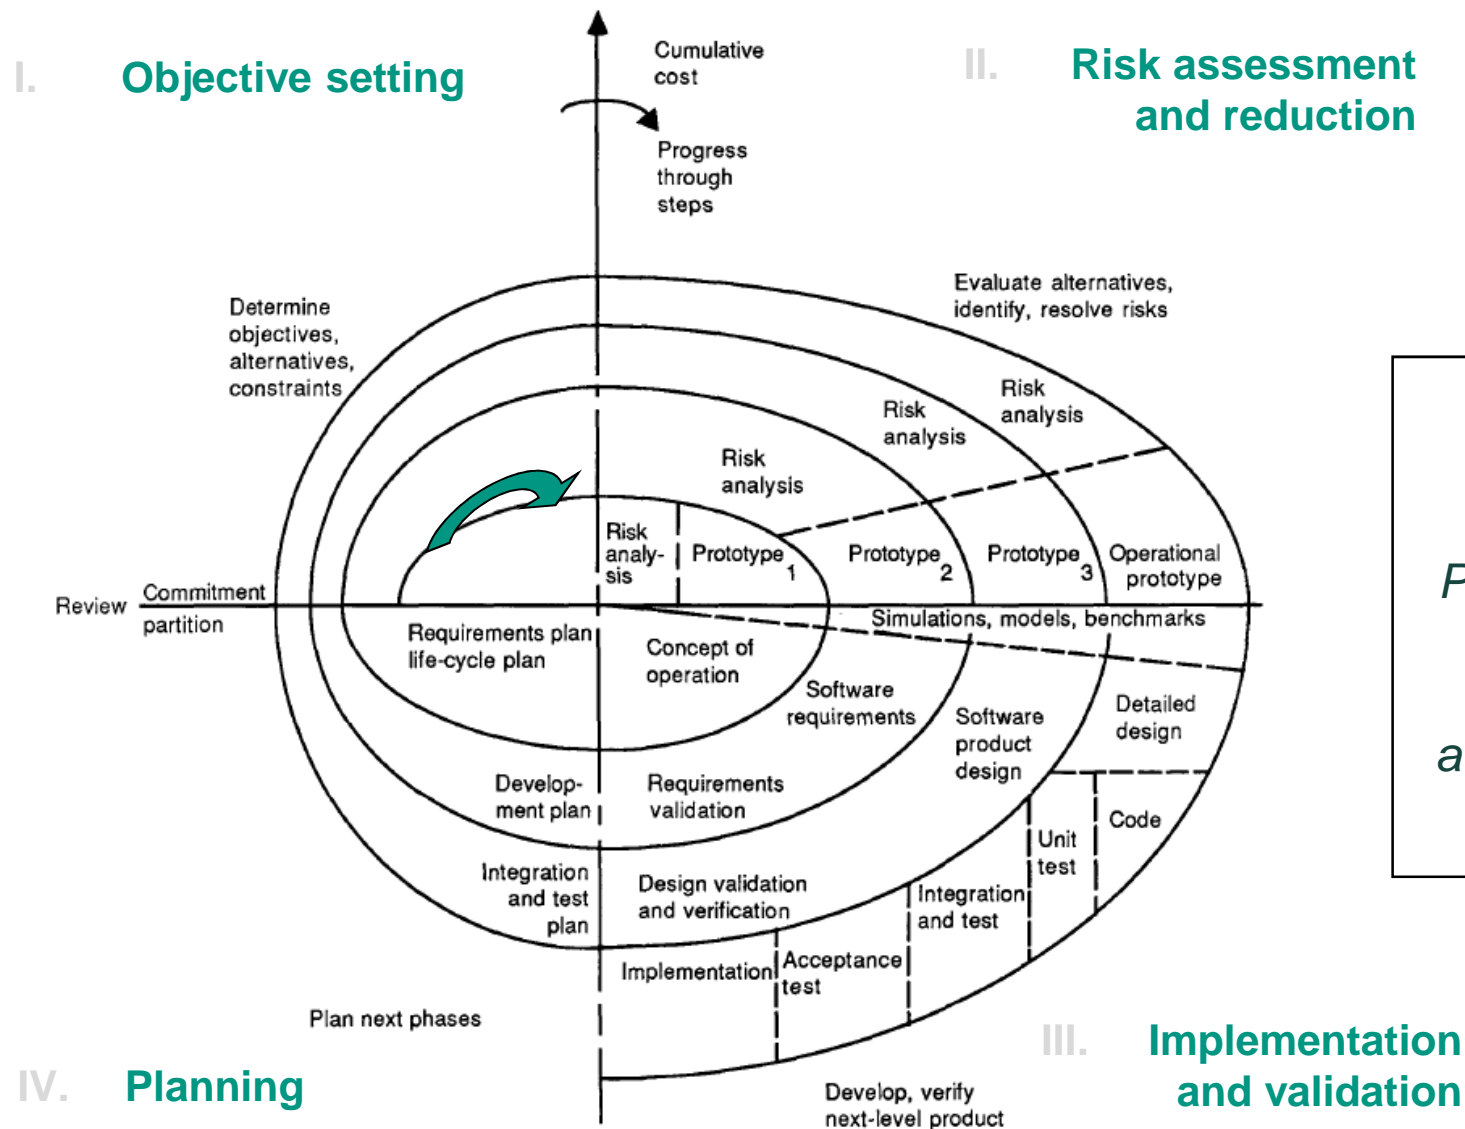 I. Objective setting
II. Risk assessment
and reduction
Cumulative
cost
Progress
through
steps
Determine
objectives,
alternatives,
constraints
Evaluate alternatives,
identify, resolve risks
Risk
analysis
Risk
analysis
Risk
analysis
Risk
analy-
sis
Prototype
1
Prototype
2
Prototype
3
Operational
prototype
Review
Commitment
partition
Simulations, models, benchmarks
Requirements plan
life-cycle plan
Concept of
operation
Software
requirements
Software
product
design
Detailed
design
Develop-
ment plan
Requirements
validation
Code
Unit
test
Integration
and test
plan
Design validation
and verification
Integration
and test
Implementation
Acceptance
test
Plan next phases
IV. Planning
III. Implementation
and validation
Develop, verify
next-level product
P
a